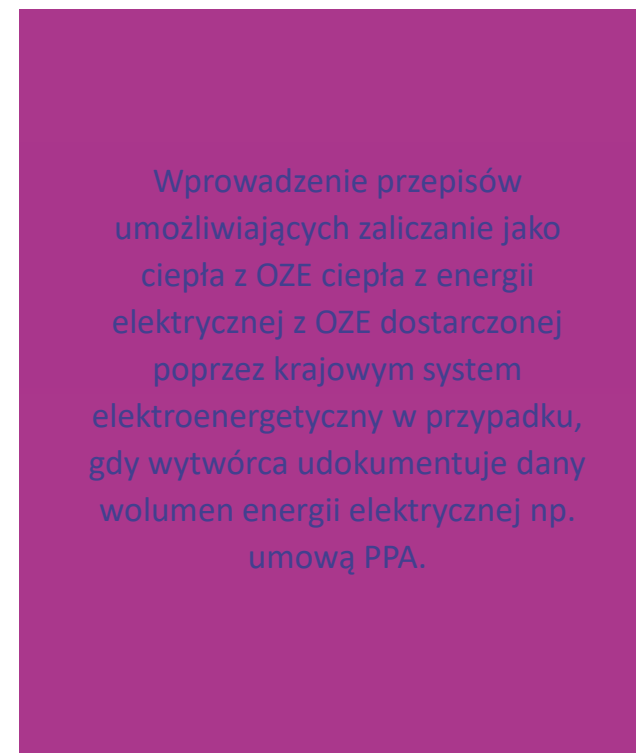 Wprowadzenie przepisów
umożliwiających zaliczanie jako
ciepła z OZE ciepła z energii
elektrycznej z OZE dostarczonej
poprzez krajowym system
elektroenergetyczny w przypadku,
gdy wytwórca udokumentuje dany
wolumen energii elektrycznej np.
umową PPA.